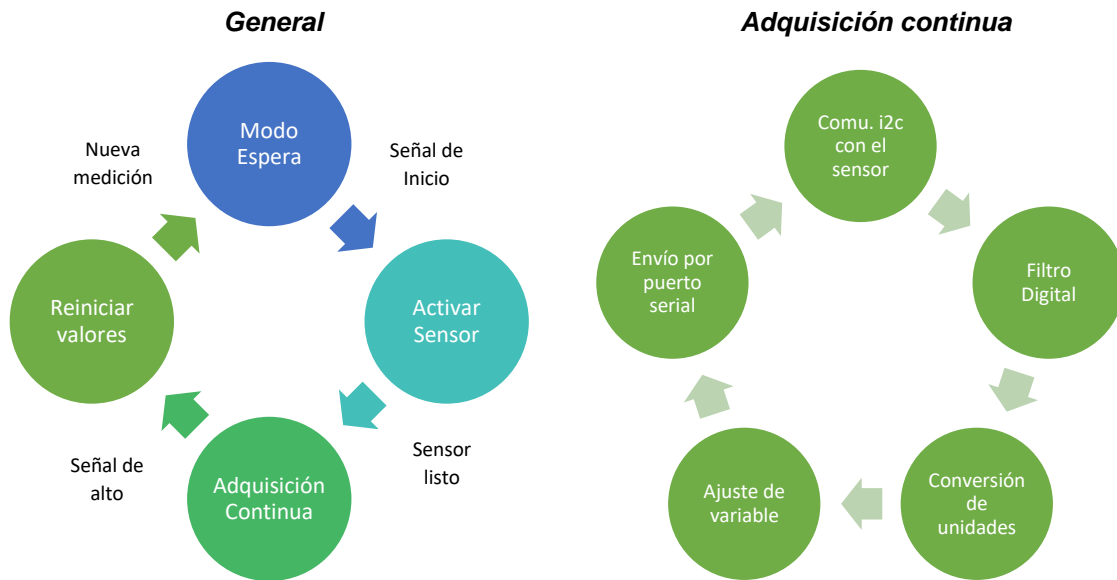 General
Modo
Espera
Señal de
Inicio
Activar
Sensor
Sensor
listo
Adquisición
Continua
Señal de
alto
Reiniciar
valores
Nueva
medición
Adquisición continua
Comu. i2c
con el
sensor
Filtro
Digital
Conversión
de
unidades
Ajuste de
variable
Envío por
puerto
serial